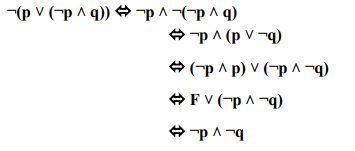 ¬(p ∨ (¬p ∧ q)) ⇔ ¬p ∧ ¬(¬p ∧ q)
⇔ ¬p ∧ (p ∨ ¬q)
⇔ (¬p ∧ p) ∨ (¬p ∧ ¬q)
⇔ F ∨ (¬p ∧ ¬q)
⇔ ¬p ∧ ¬q